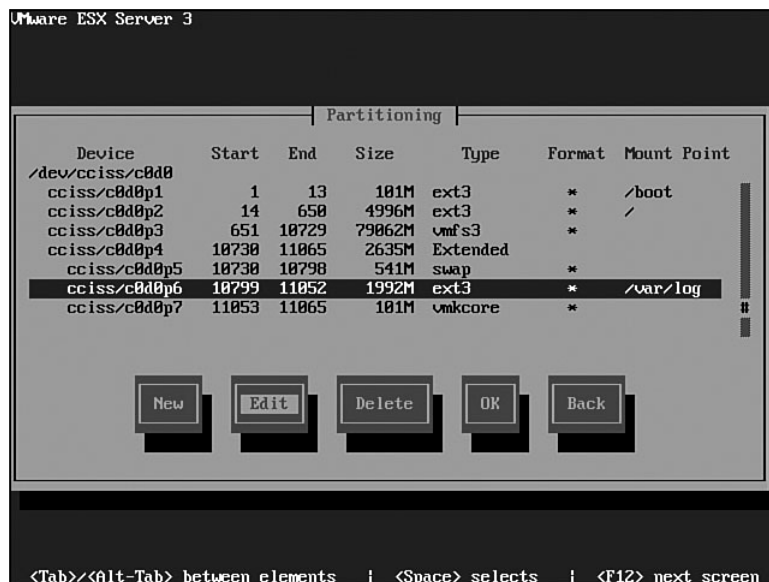 VMware ESX Server 3
Partitioning
Device Start End Size Type Format Mount Point
/dev/cciss/c0d0
cciss/c0d0p1 1 13 101M ext3 * /boot
cciss/c0d0p2 14 650 4996M ext3 * /
cciss/c0d0p3 651 10729 79062M vmfs3 *
cciss/c0d0p4 10730 11065 2635M Extended
cciss/c0d0p5 10730 10798 541M swap *
cciss/c0d0p6 10799 11052 1992M ext3 * /var/log
cciss/c0d0p7 11053 11065 101M vmkcore * #
New Edit Delete OK Back
<Tab>/<Alt-Tab> between elements | <Space> selects | <F12> next screen